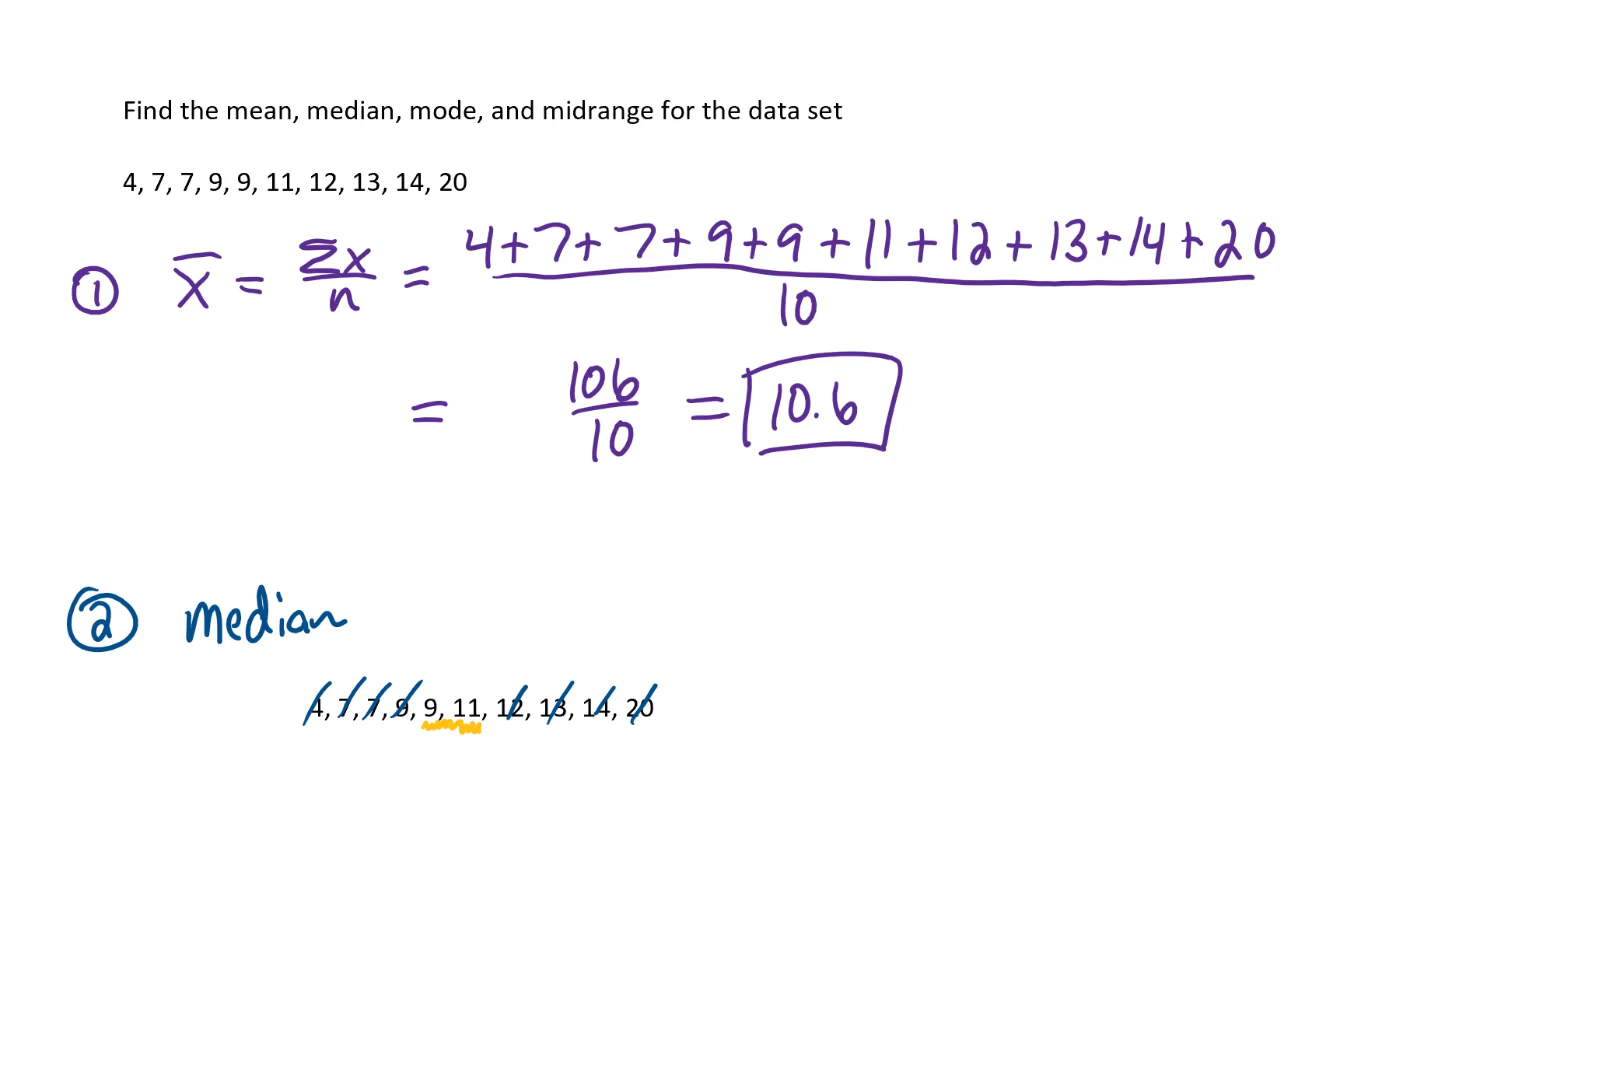 Find the mean, median, mode, and midrange for the data set
4, 7, 7, 9, 9, 11, 12, 13, 14, 20
① x̅ = Σx/n = (4+7+7+9+9+11+12+13+14+20)/10
= 106/10 = 10.6
② median
4, 7, 7, 9, 9, 11, 12, 13, 14, 20